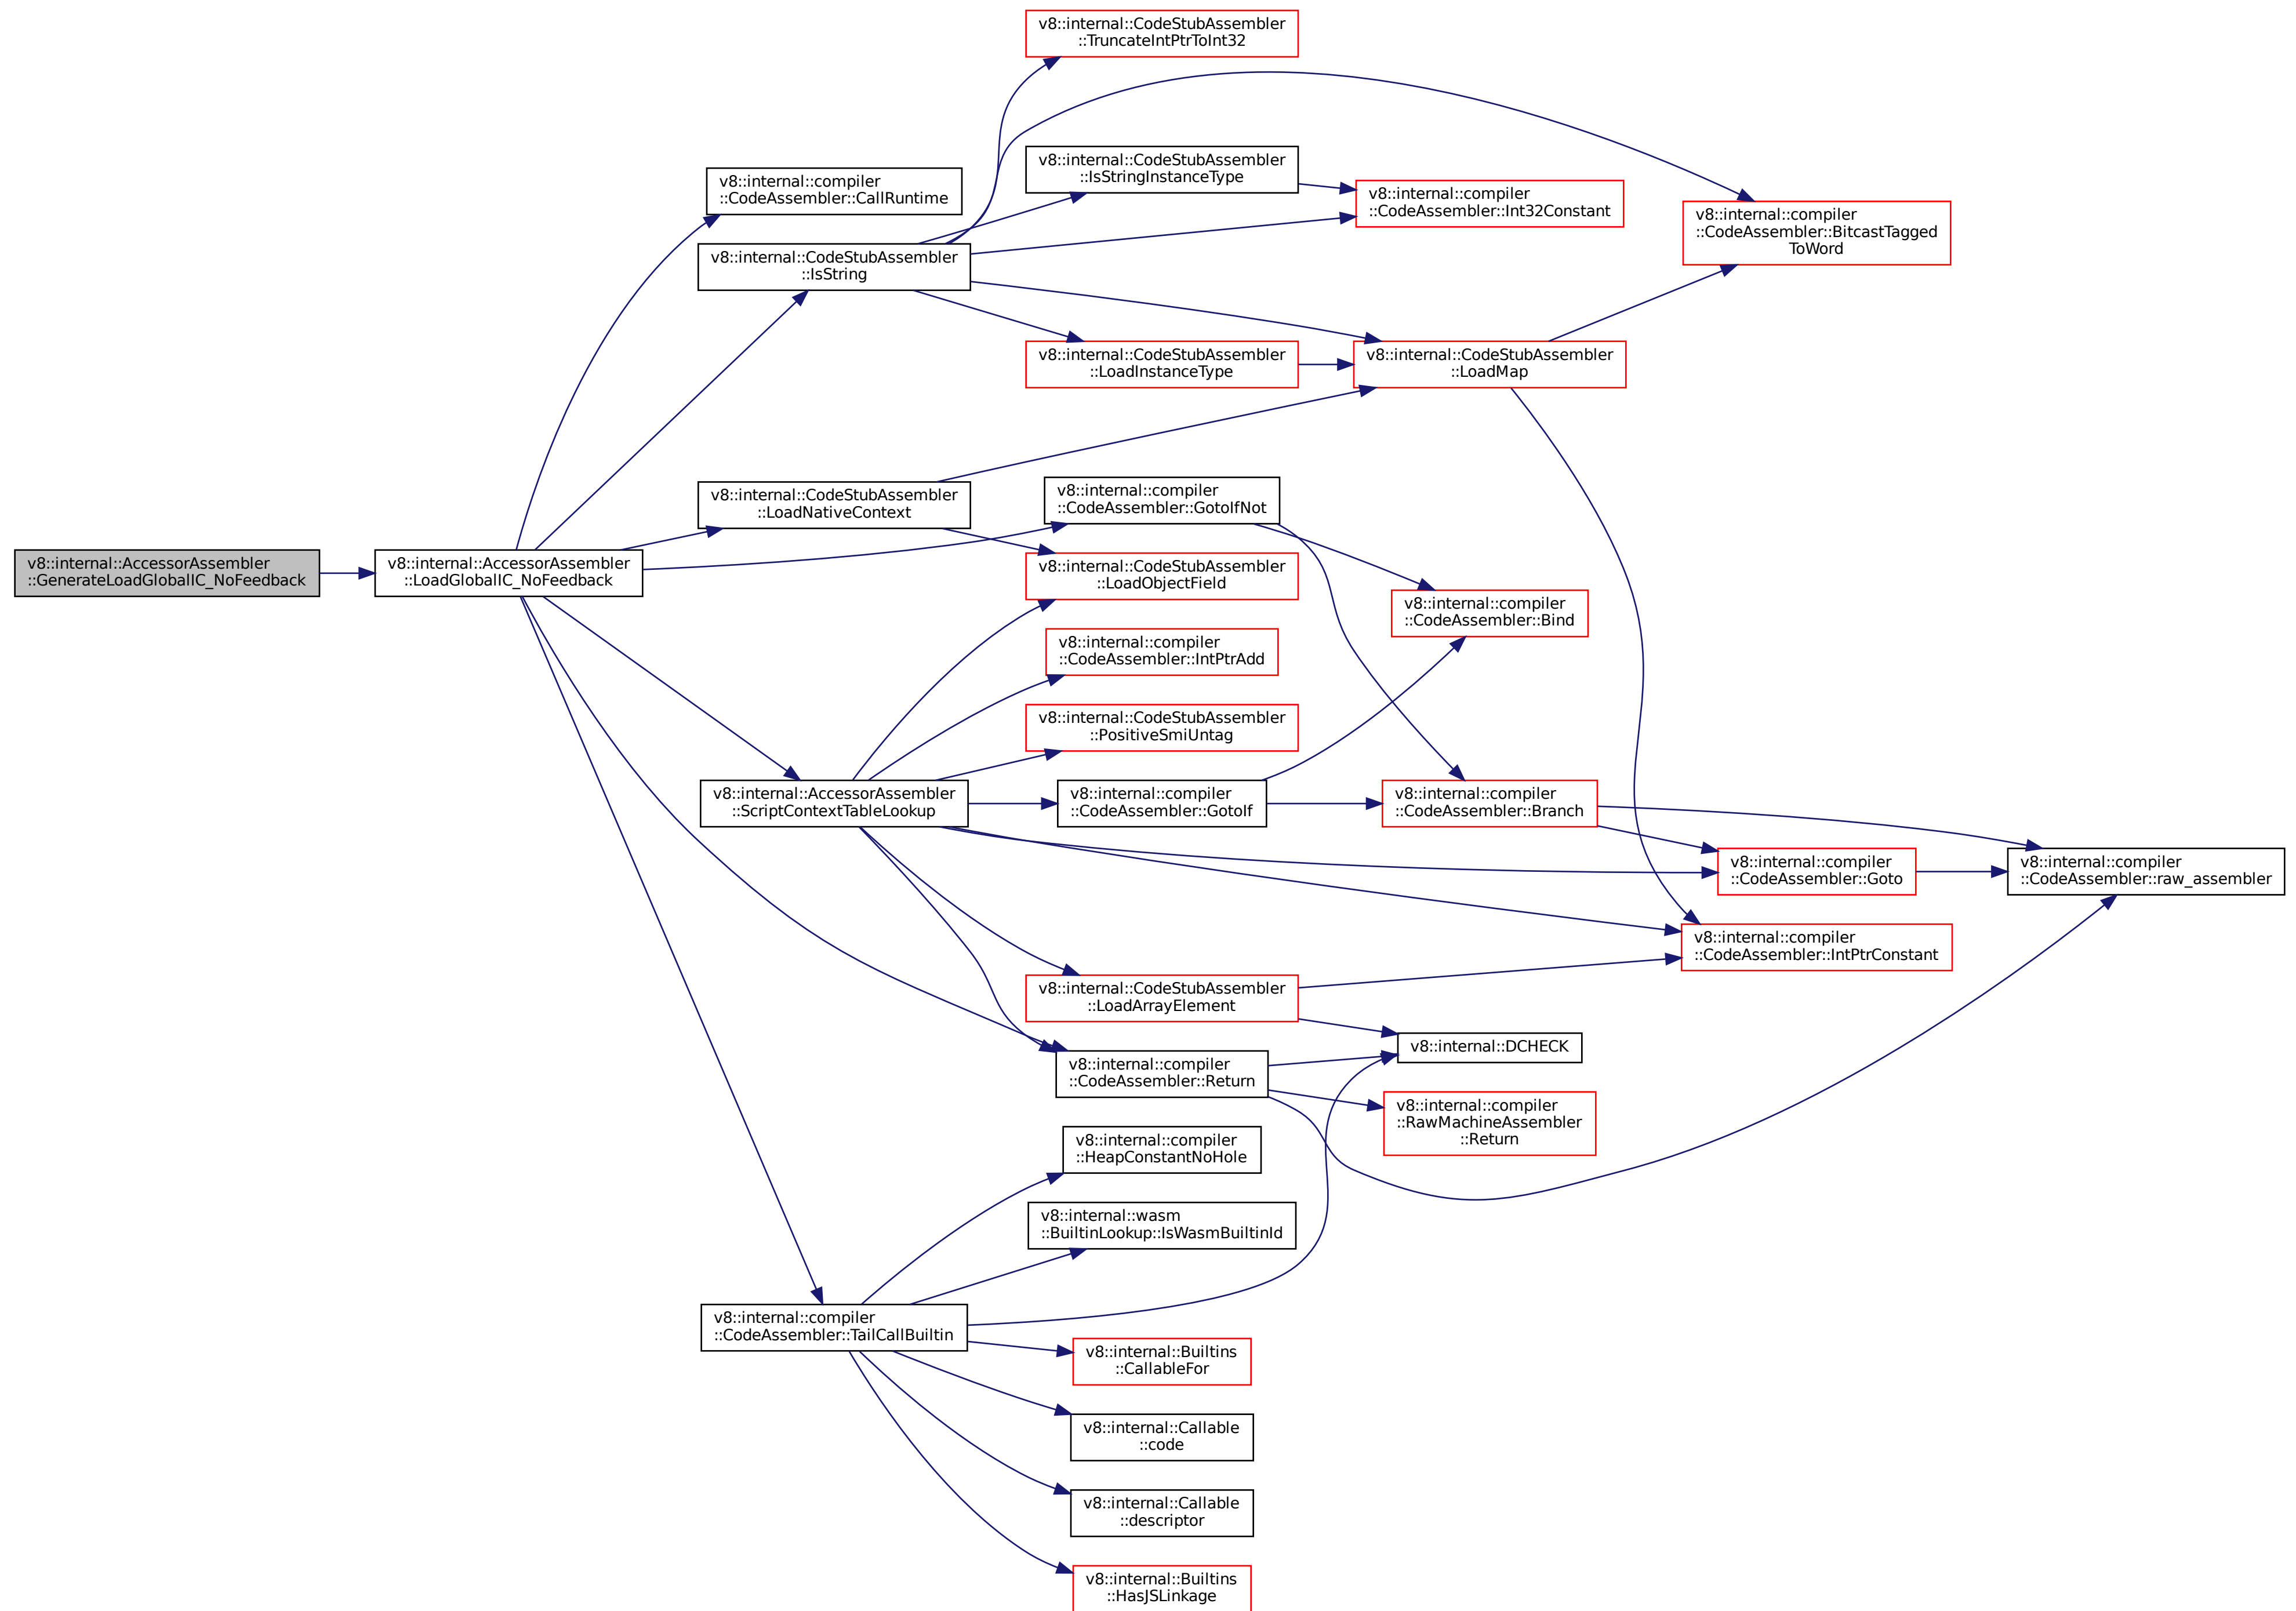 v8::internal::AccessorAssembler
::GenerateLoadGlobalIC_NoFeedback
v8::internal::AccessorAssembler
::LoadGlobalIC_NoFeedback
v8::internal::compiler
::CodeAssembler::CallRuntime
v8::internal::CodeStubAssembler
::IsString
v8::internal::CodeStubAssembler
::LoadNativeContext
v8::internal::AccessorAssembler
::ScriptContextTableLookup
v8::internal::compiler
::CodeAssembler::TailCallBuiltin
v8::internal::CodeStubAssembler
::TruncateIntPtrToInt32
v8::internal::CodeStubAssembler
::IsStringInstanceType
v8::internal::CodeStubAssembler
::LoadInstanceType
v8::internal::compiler
::CodeAssembler::GotoIfNot
v8::internal::CodeStubAssembler
::LoadObjectField
v8::internal::compiler
::CodeAssembler::IntPtrAdd
v8::internal::CodeStubAssembler
::PositiveSmiUntag
v8::internal::compiler
::CodeAssembler::GotoIf
v8::internal::CodeStubAssembler
::LoadArrayElement
v8::internal::compiler
::CodeAssembler::Return
v8::internal::compiler
::HeapConstantNoHole
v8::internal::wasm
::BuiltinLookup::IsWasmBuiltinId
v8::internal::Builtins
::CallableFor
v8::internal::Callable
::code
v8::internal::Callable
::descriptor
v8::internal::Builtins
::HasJSLinkage
v8::internal::compiler
::CodeAssembler::Int32Constant
v8::internal::CodeStubAssembler
::LoadMap
v8::internal::compiler
::CodeAssembler::Bind
v8::internal::compiler
::CodeAssembler::Branch
v8::internal::DCHECK
v8::internal::compiler
::RawMachineAssembler
::Return
v8::internal::compiler
::CodeAssembler::BitcastTagged
ToWord
v8::internal::compiler
::CodeAssembler::Goto
v8::internal::compiler
::CodeAssembler::IntPtrConstant
v8::internal::compiler
::CodeAssembler::raw_assembler